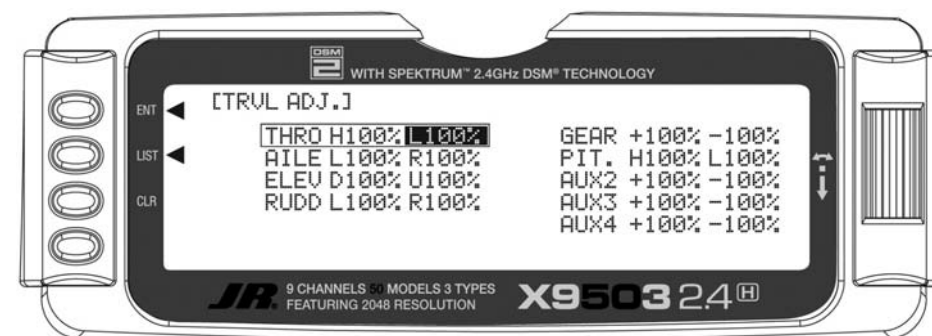 DSM
2
WITH SPEKTRUM™ 2.4GHz DSM® TECHNOLOGY
ENT
LIST
CLR
[TRVL ADJ.]
THRO H100% L100%
AILE L100% R100%
ELEV D100% U100%
RUDD L100% R100%
GEAR +100% -100%
PIT. H100% L100%
AUX2 +100% -100%
AUX3 +100% -100%
AUX4 +100% -100%
JR.
9 CHANNELS 50 MODELS 3 TYPES
FEATURING 2048 RESOLUTION
X9503 2.4 H